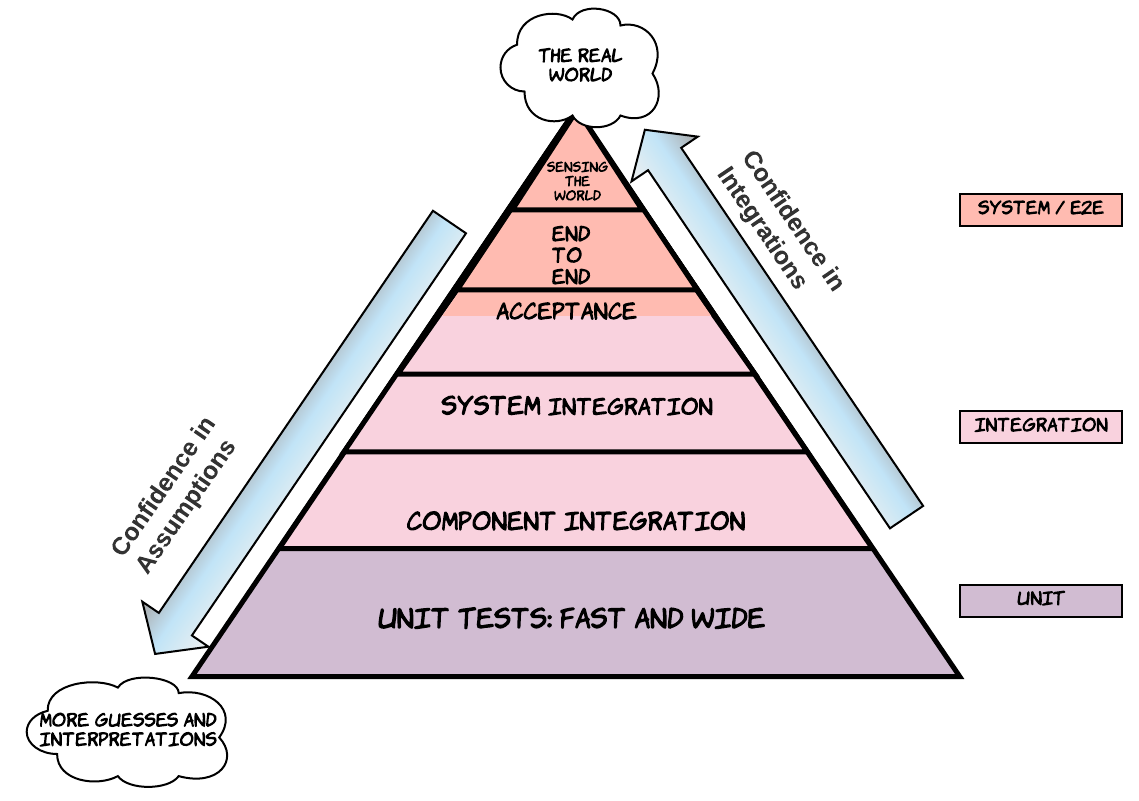 THE REAL
WORLD
SENSING
THE
WORLD
Confidence in
Integrations
SYSTEM / E2E
END
TO
END
ACCEPTANCE
SYSTEM INTEGRATION
INTEGRATION
Confidence in
Assumptions
COMPONENT INTEGRATION
UNIT TESTS: FAST AND WIDE
UNIT
MORE GUESSES AND
INTERPRETATIONS